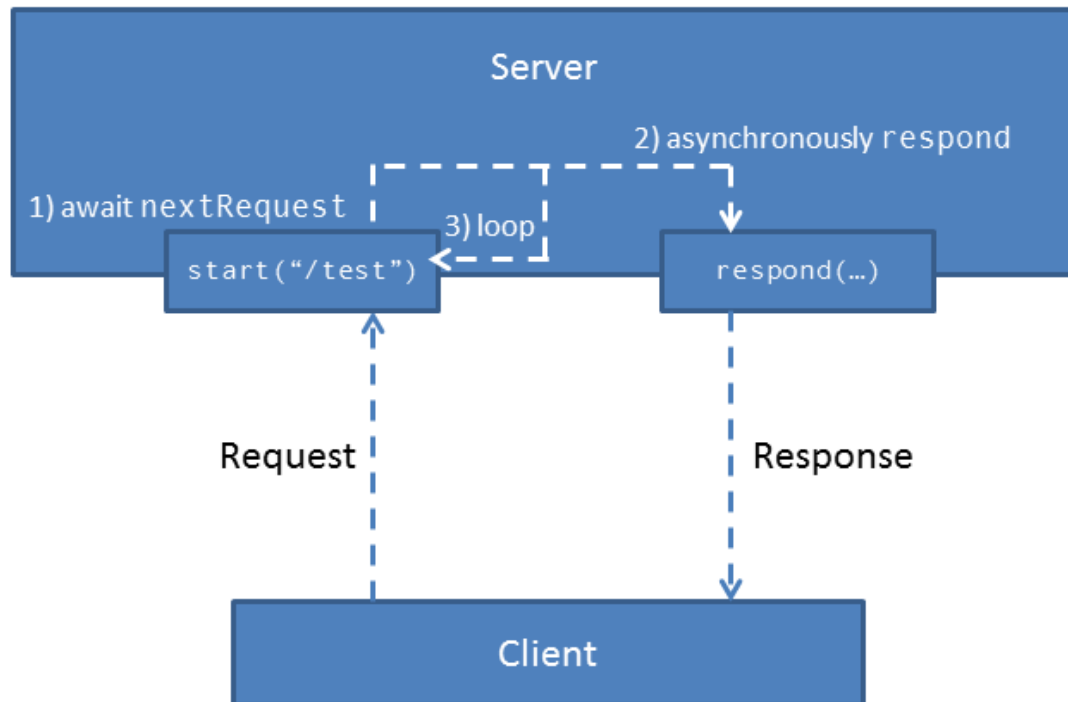 Server
2) asynchronously respond
1) await nextRequest
3) loop
start(“/test”)
respond(…)
Request
Response
Client